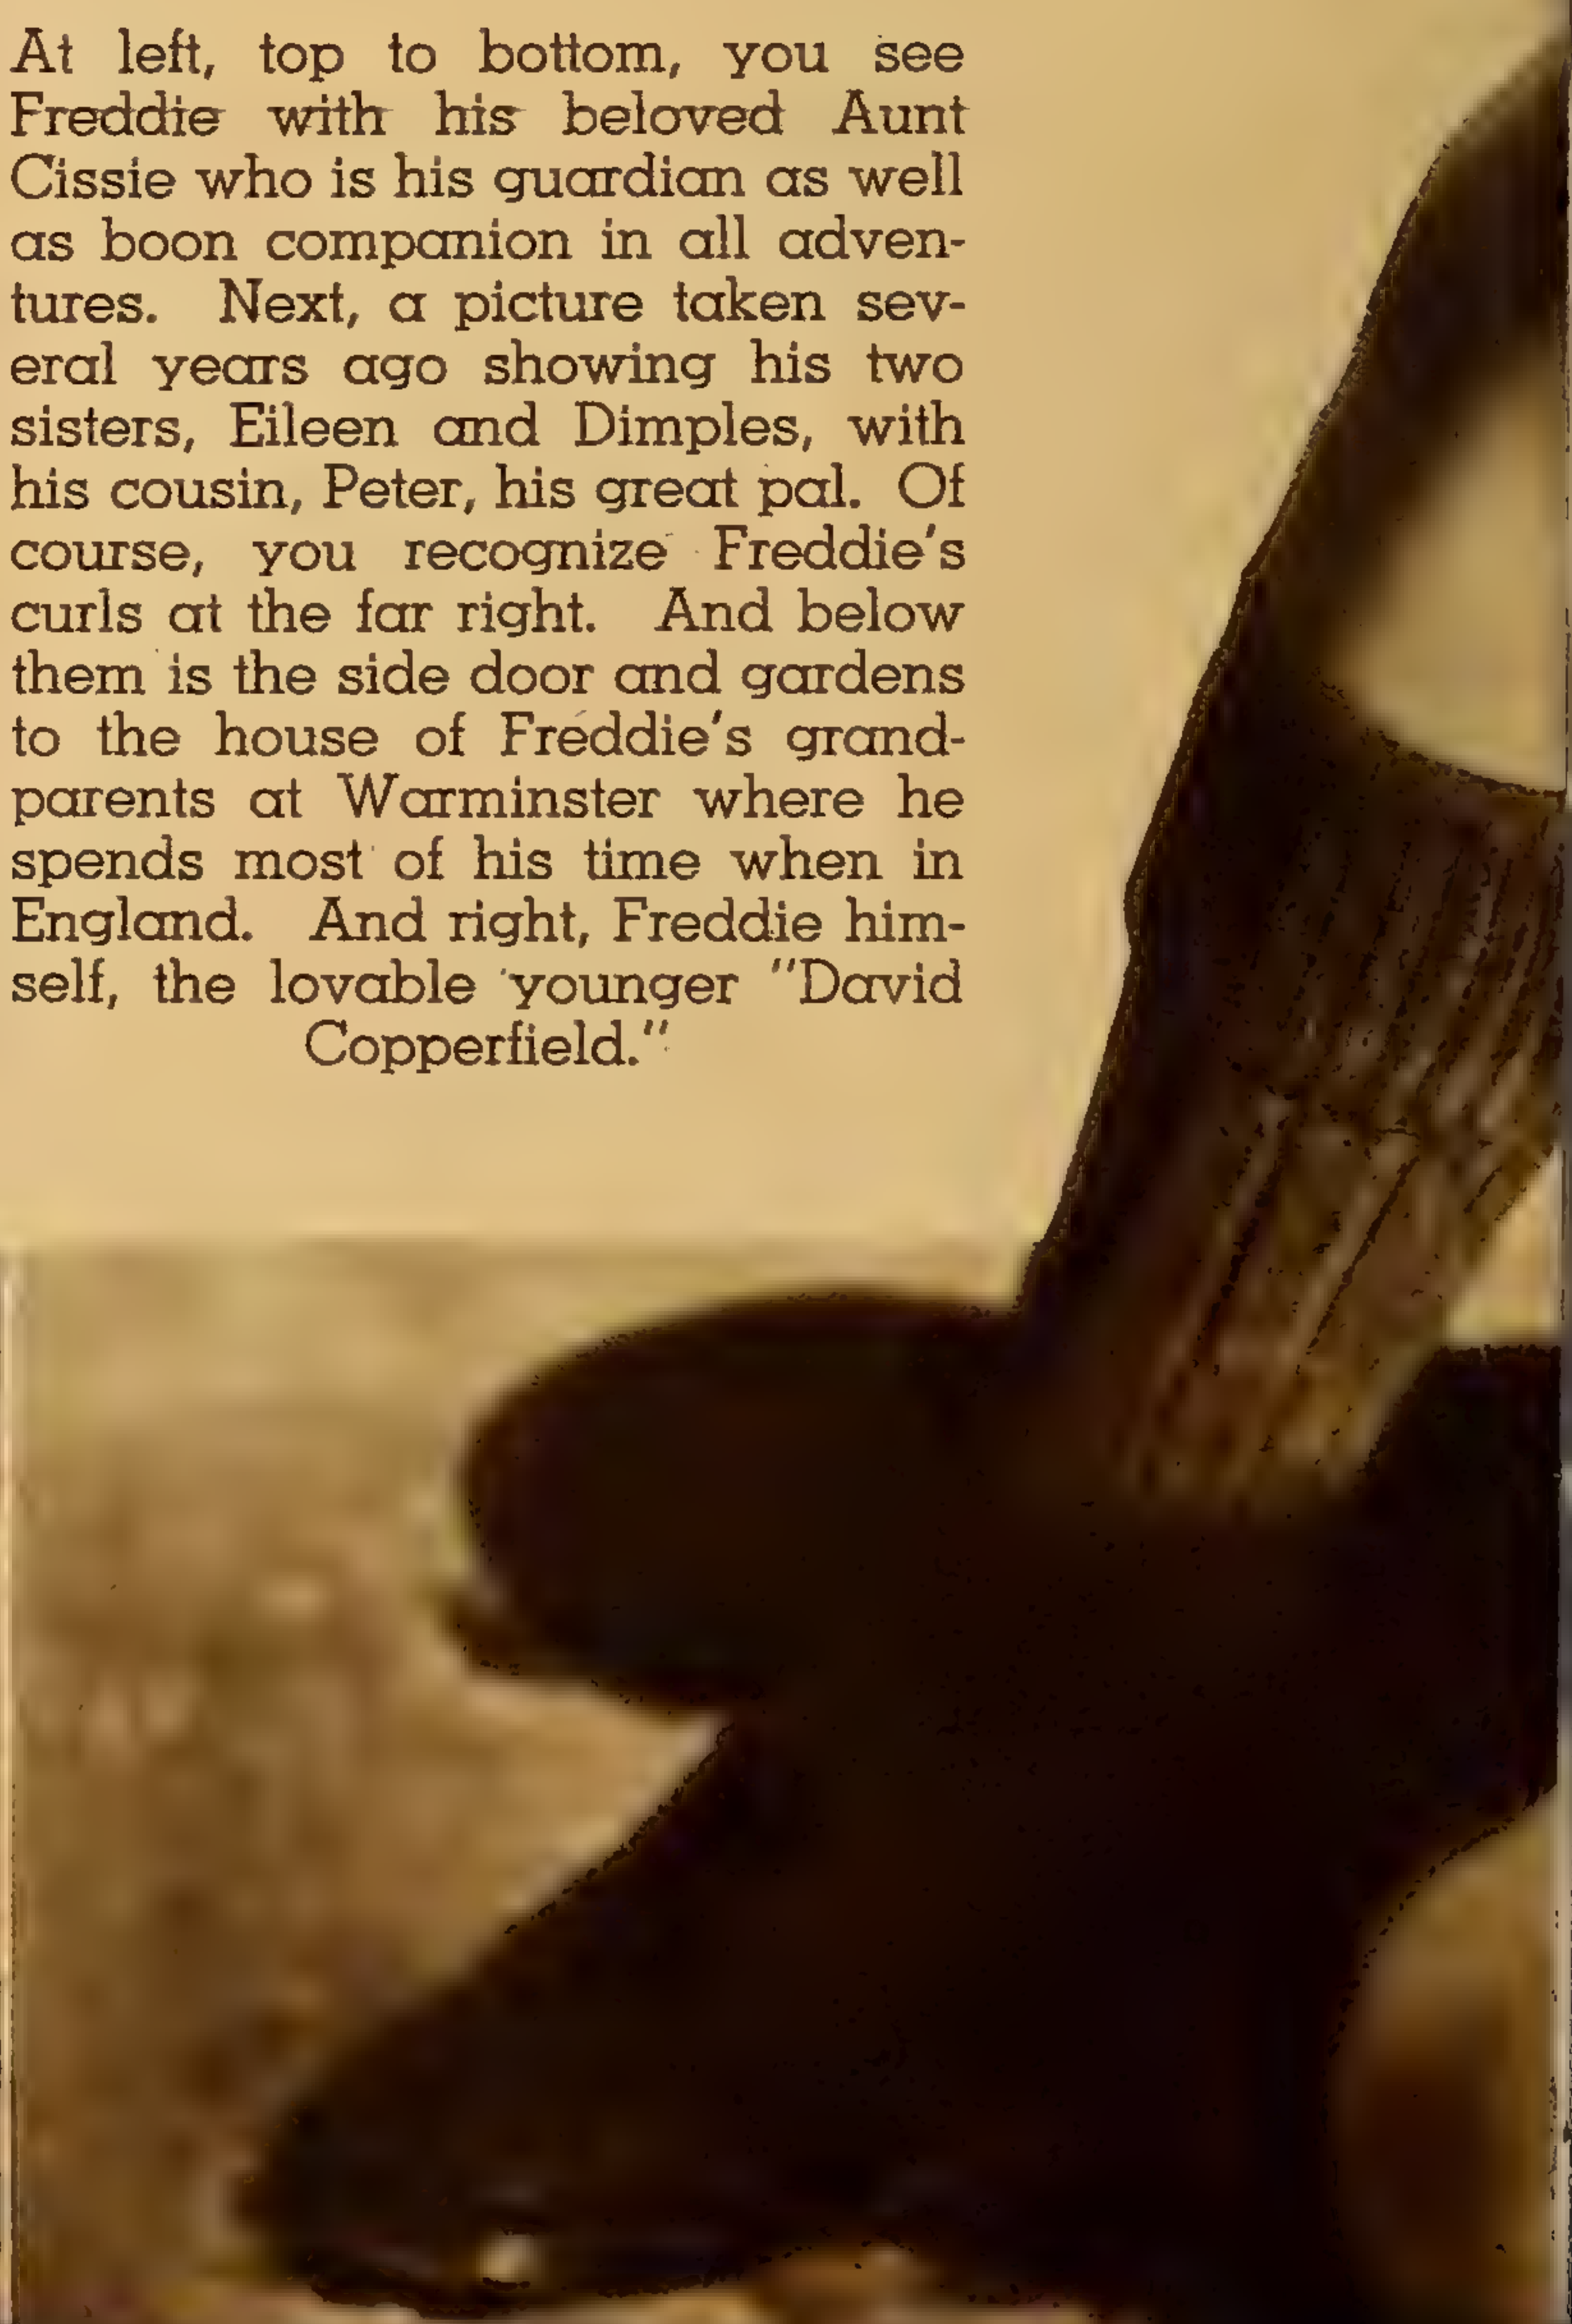 At left, top to bottom, you see
Freddie with his beloved Aunt
Cissie who is his guardian as well
as boon companion in all adven-
tures. Next, a picture taken sev-
eral years ago showing his two
sisters, Eileen and Dimples, with
his cousin, Peter, his great pal. Of
course, you recognize Freddie's
curls at the far right. And below
them is the side door and gardens
to the house of Freddie's grand-
parents at Warminster where he
spends most of his time when in
England. And right, Freddie him-
self, the lovable younger "David
Copperfield."